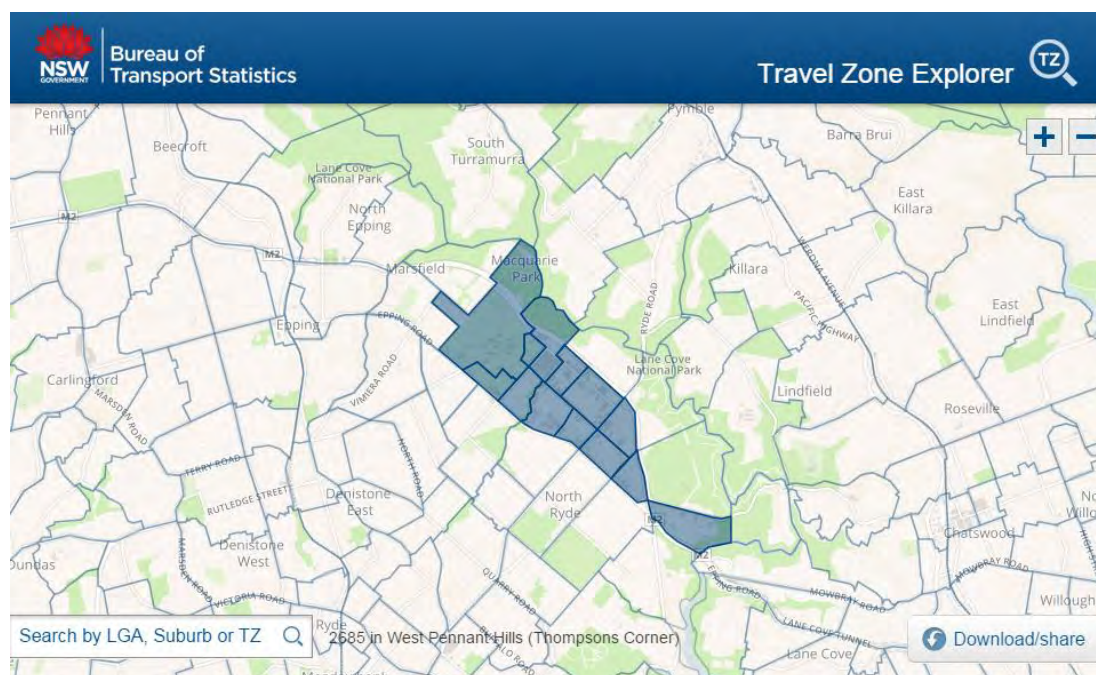 NSW
GOVERNMENT
Bureau of
Transport Statistics
Travel Zone Explorer
TZ
Pennant
Hills
Beecroft
South
Turramurra
Pymble
Barra Brui
+
−
Lane Cove
National Park
North
Epping
East
Killara
M2
M2
Marsfield
Macquarie
Park
Killara
WERONA AVENUE
PACIFIC HIGHWAY
RYDE ROAD
East
Lindfield
Epping
EPPING ROAD
Lane Cove
National Park
Carlingford
MARSDEN ROAD
VIMIERA ROAD
Lindfield
Roseville
TERRY ROAD
NORTH ROAD
RUTLEDGE STREET
Denistone
East
North
Ryde
M2
M2
Chatswood
MOWBRAY ROAD
Dundas
MARSDEN ROAD
Denistone
West
QUARRY ROAD
EPPING ROAD
MOWBRAY ROAD
VICTORIA ROAD
LANE COVE TUNNEL
Willough
Search by LGA, Suburb or TZ
Ryde
2685 in West Pennant Hills (Thompsons Corner)
Download/share
Lane Cove